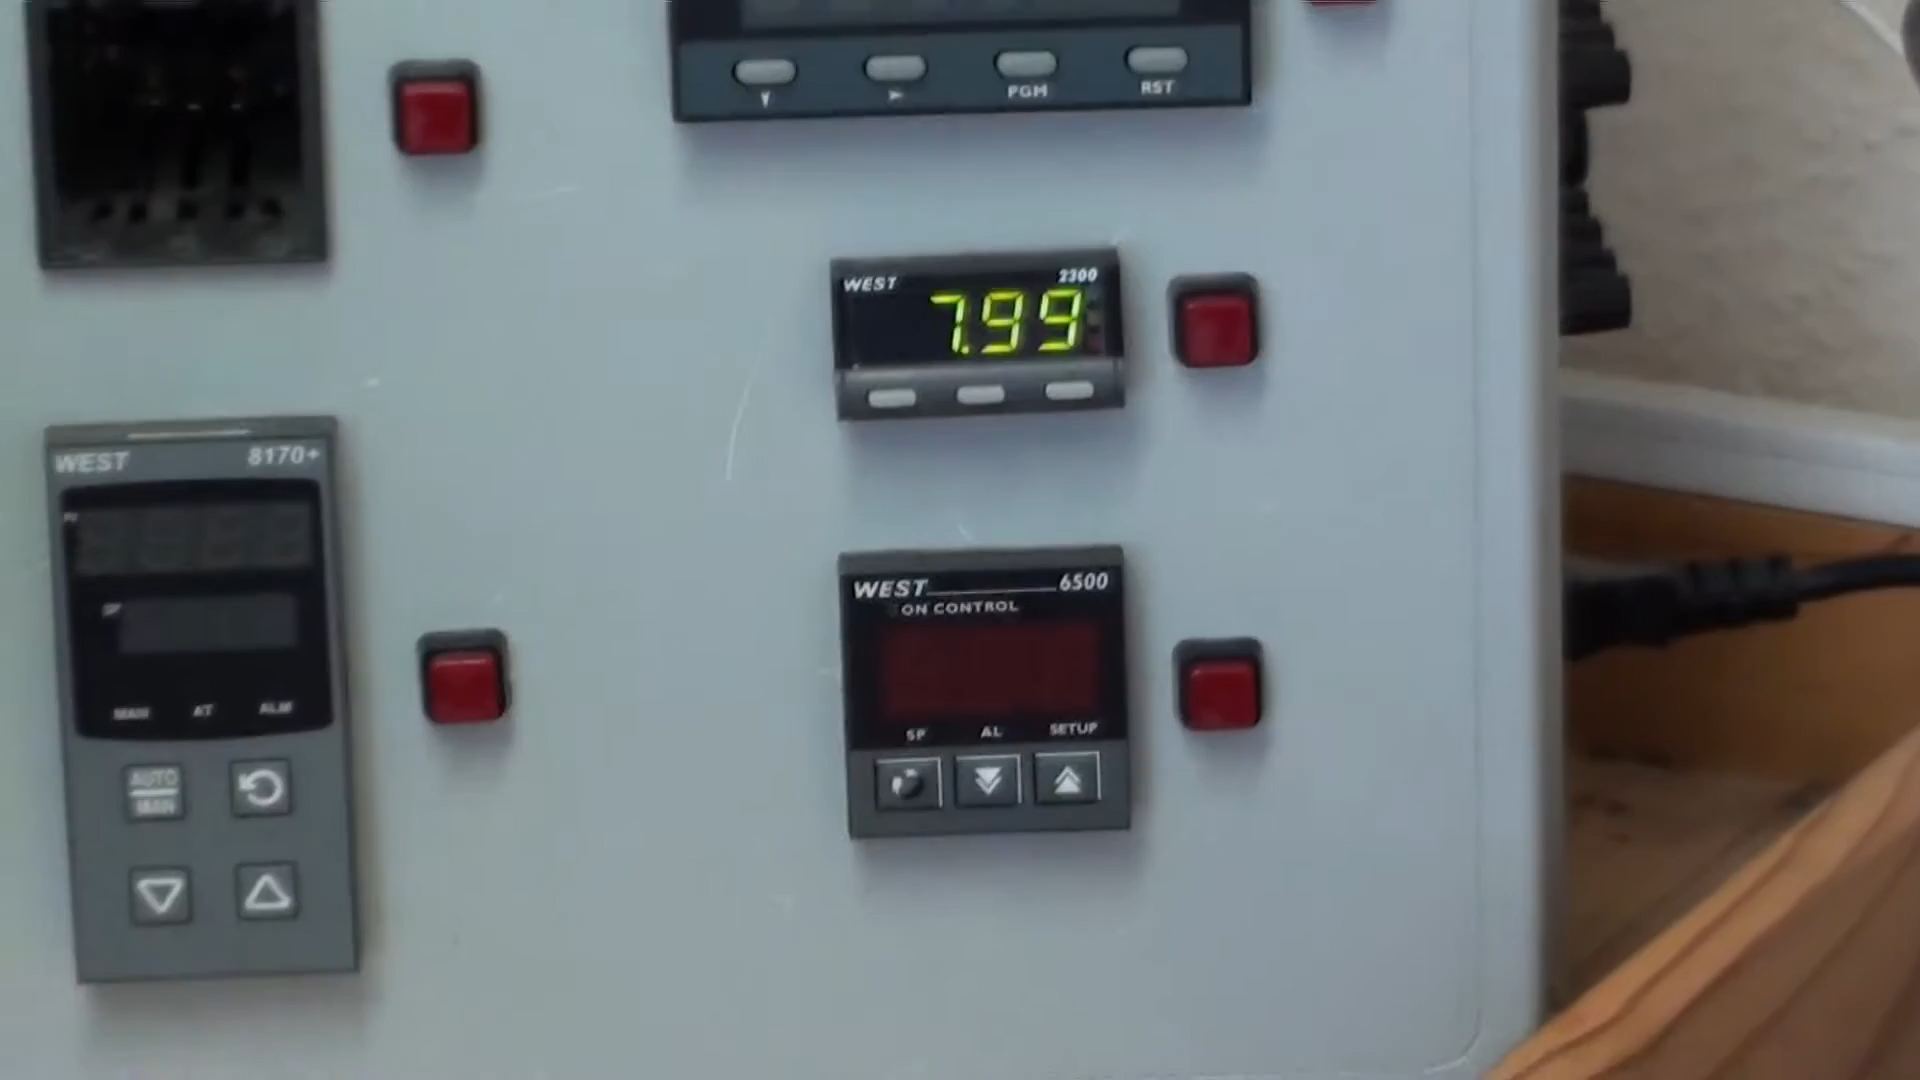 PGM
RST
WEST 2300
7.99
WEST 8170+
SP
MAN AT ALM
AUTO
MAN
WEST 6500
ON CONTROL
SP AL SETUP